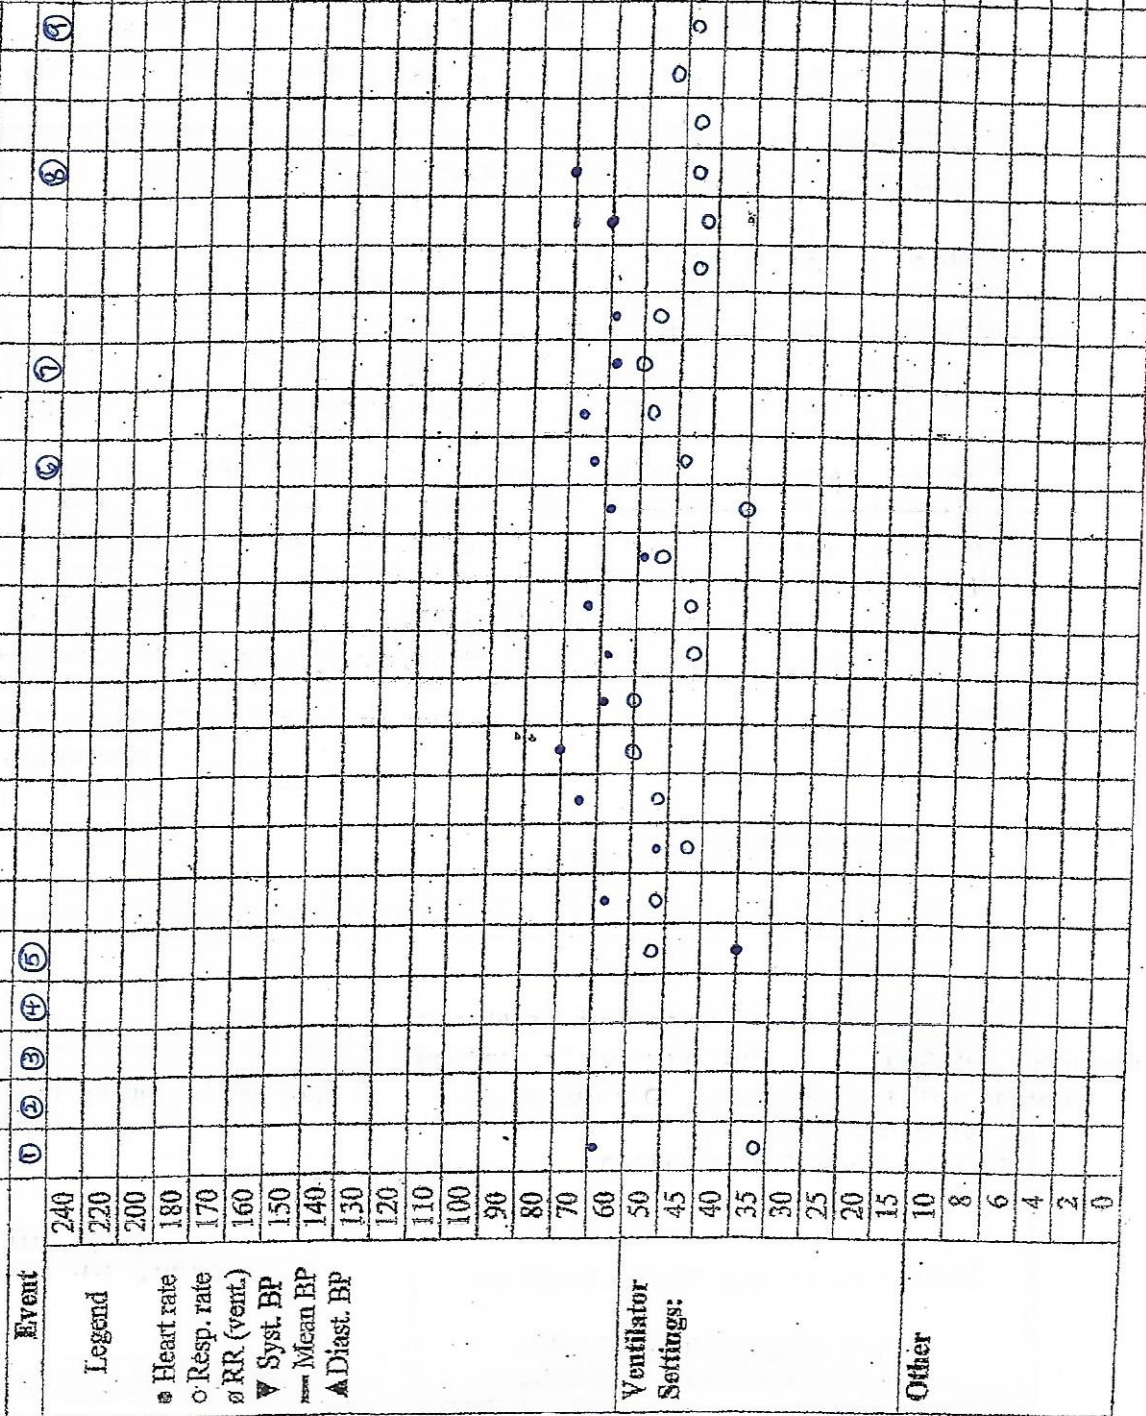 Event ① ② ③ ④ ⑤ ⑥ ⑦ ⑧ ⑨
Legend
● Heart rate
○ Resp. rate
ø RR (vent.)
▼ Syst. BP
Mean BP
▲ Diast. BP
240
220
200
180
170
160
150
140
130
120
110
100
90
80
70
60
Ventilator
Settings:
50
45
40
35
30
25
20
15
Other
10
8
6
4
2
0